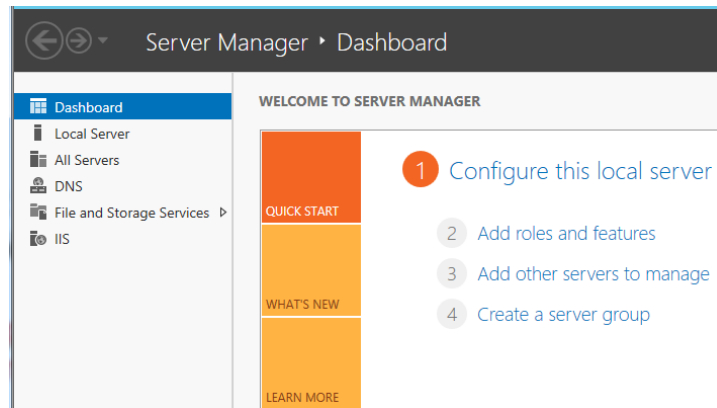 Server Manager ‣ Dashboard
Dashboard
Local Server
All Servers
DNS
File and Storage Services
IIS
WELCOME TO SERVER MANAGER
QUICK START
WHAT'S NEW
LEARN MORE
1 Configure this local server
2 Add roles and features
3 Add other servers to manage
4 Create a server group